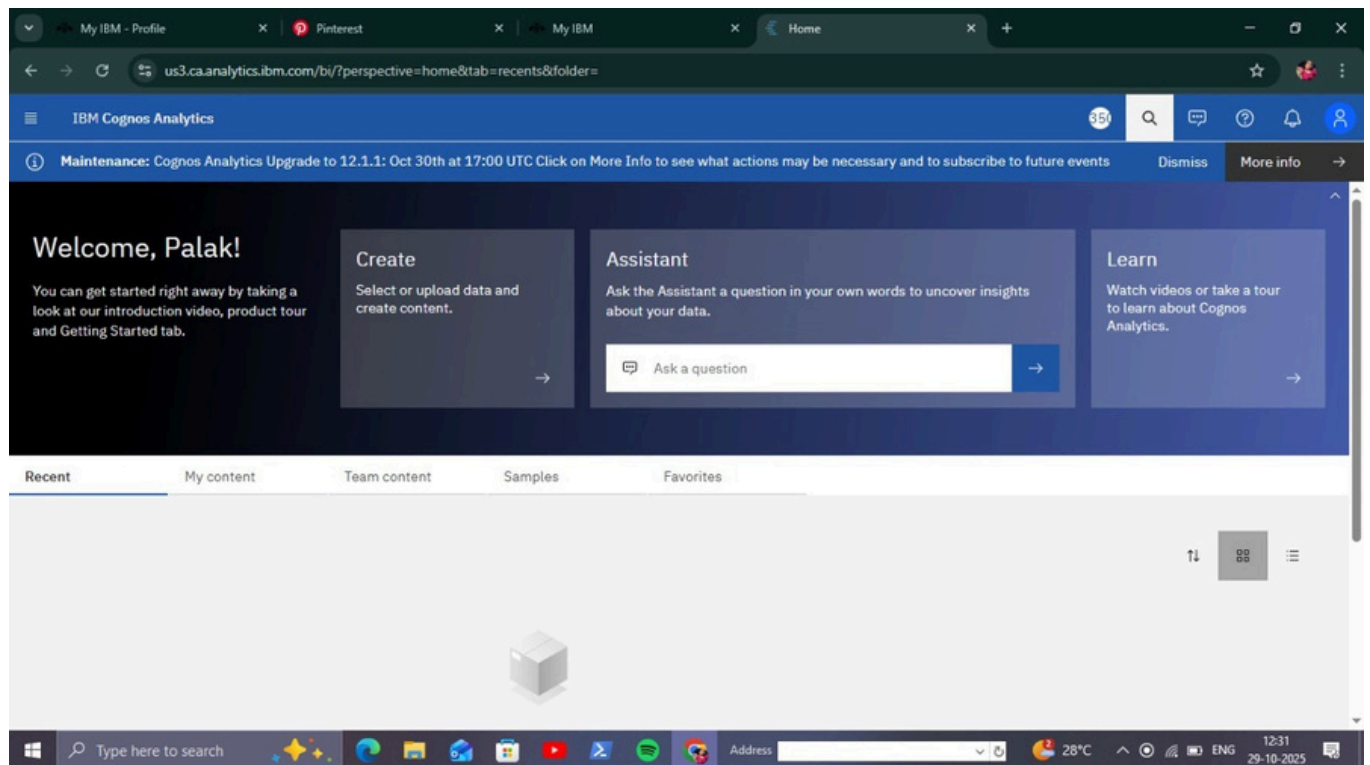 My IBM - Profile
Pinterest
My IBM
Home
us3.ca.analytics.ibm.com/bi/?perspective=home&tab=recents&folder=
IBM Cognos Analytics
350
Maintenance: Cognos Analytics Upgrade to 12.1.1: Oct 30th at 17:00 UTC Click on More Info to see what actions may be necessary and to subscribe to future events
Dismiss
More info
Welcome, Palak!
You can get started right away by taking a
look at our introduction video, product tour
and Getting Started tab.
Create
Select or upload data and
create content.
Assistant
Ask the Assistant a question in your own words to uncover insights
about your data.
Ask a question
Learn
Watch videos or take a tour
to learn about Cognos
Analytics.
Recent
My content
Team content
Samples
Favorites
Type here to search
Address
28°C
ENG
12:31
29-10-2025